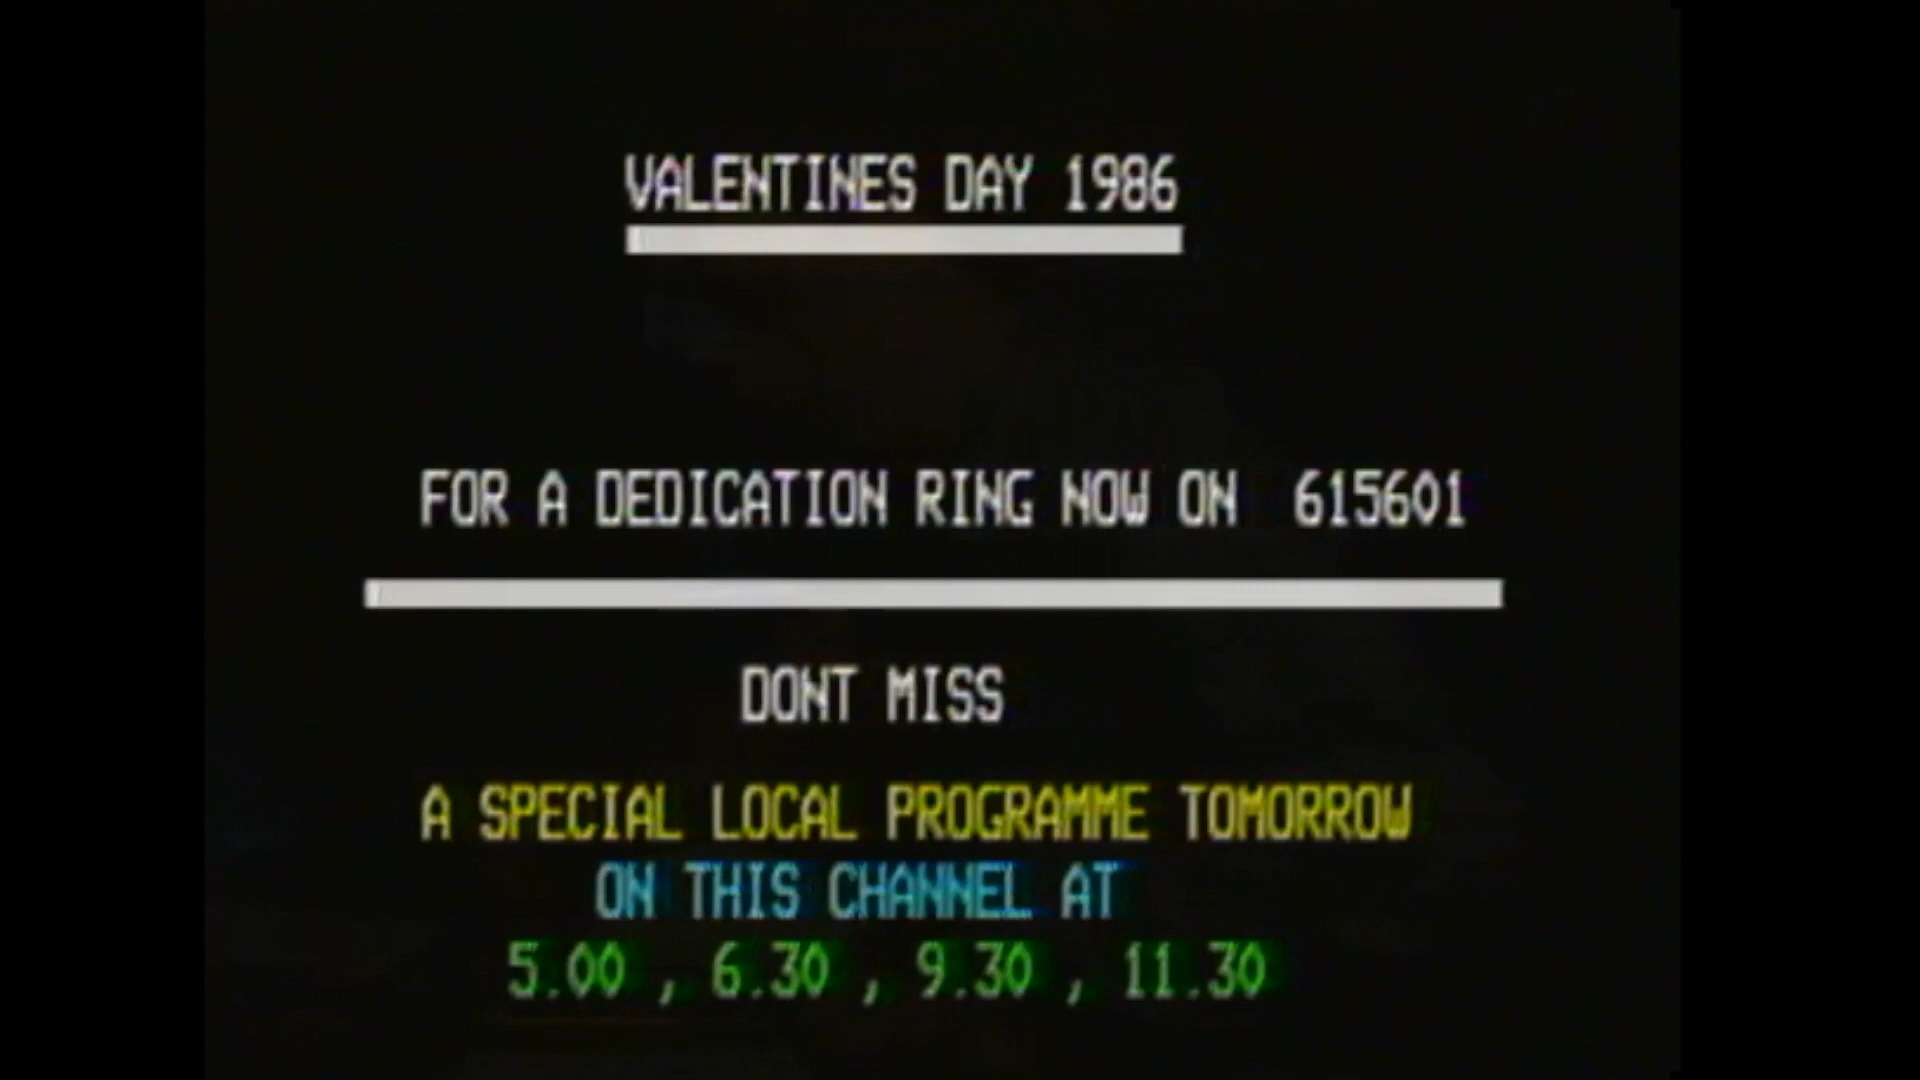 VALENTINES DAY 1986
FOR A DEDICATION RING NOW ON 615601
DONT MISS
A SPECIAL LOCAL PROGRAMME TOMORROW
ON THIS CHANNEL AT
5.00 , 6.30 , 9.30 , 11.30